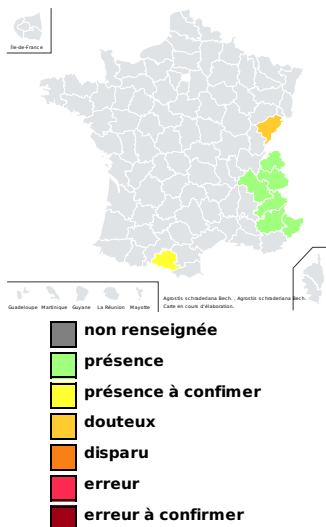 Île-de-France
Guadeloupe Martinique Guyane La Réunion Mayotte
Agrostis schraderiana Bech. , Agrostis schraderiana Bech.
Carte en cours d'élaboration.
non renseignée
présence
présence à confimer
douteux
disparu
erreur
erreur à confirmer